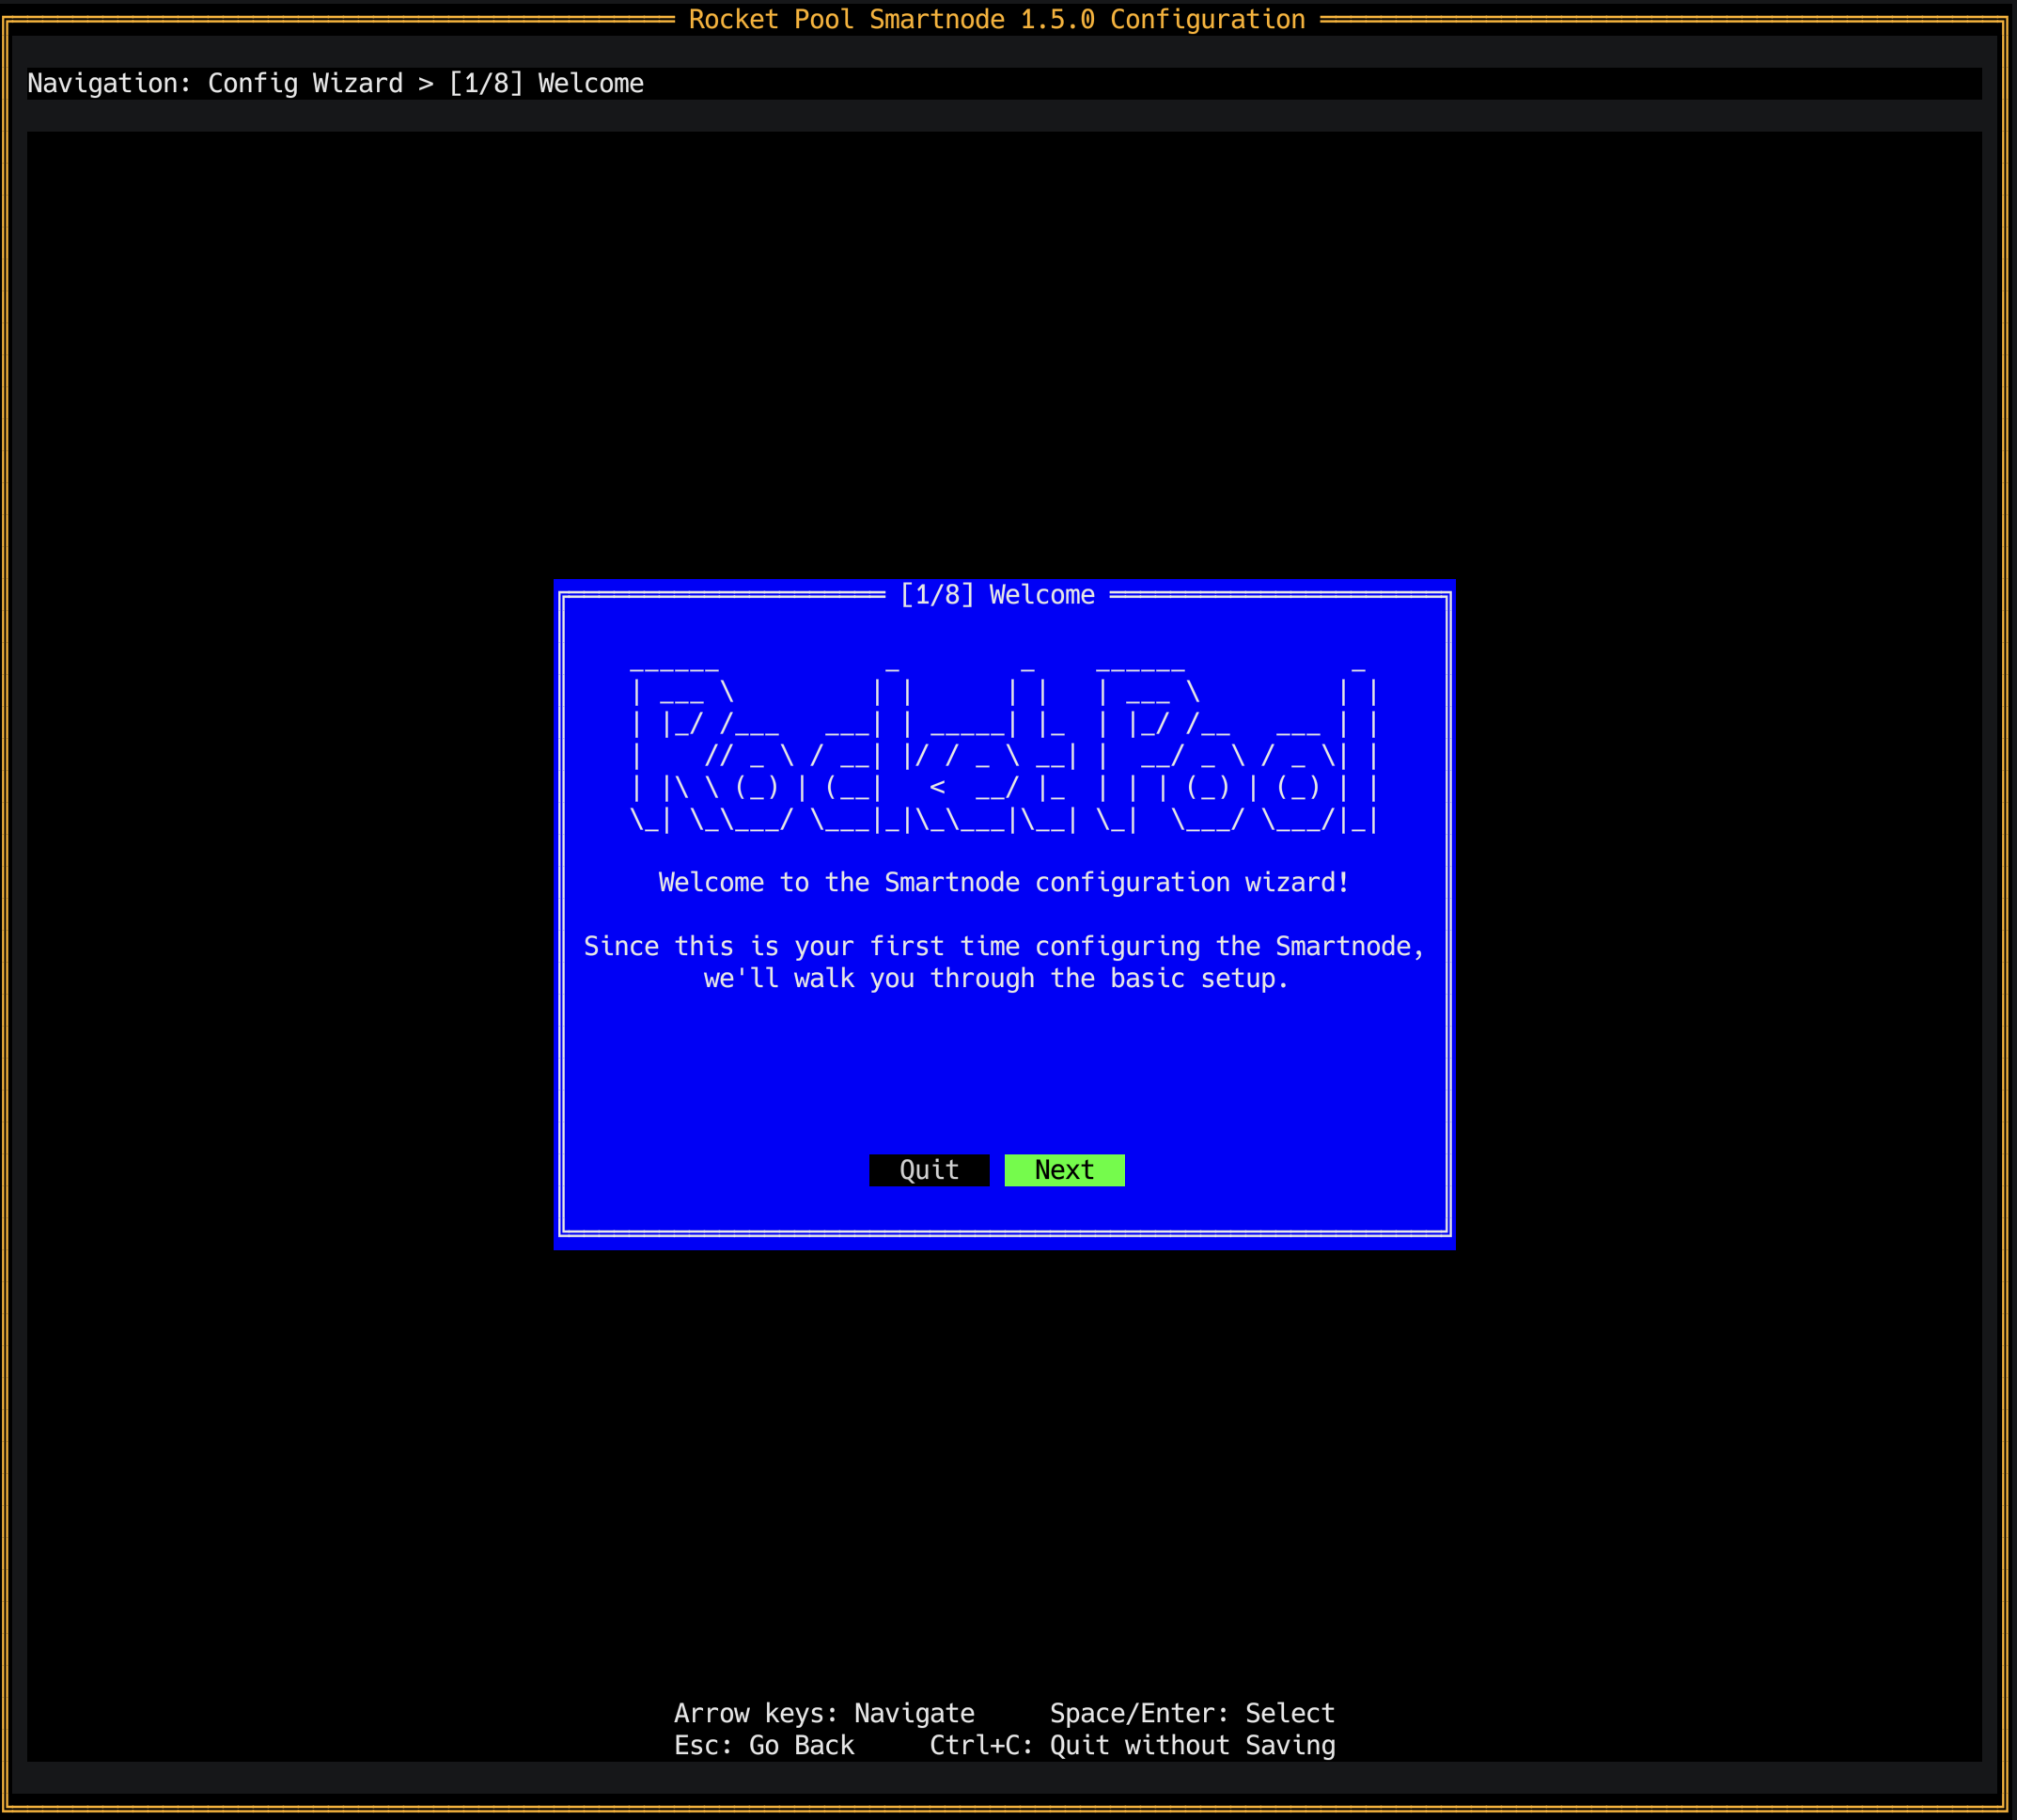 Rocket Pool Smartnode 1.5.0 Configuration
Navigation: Config Wizard > [1/8] Welcome
[1/8] Welcome
Rocket Pool
Welcome to the Smartnode configuration wizard!
Since this is your first time configuring the Smartnode,
we'll walk you through the basic setup.
Quit Next
Arrow keys: Navigate Space/Enter: Select
Esc: Go Back Ctrl+C: Quit without Saving